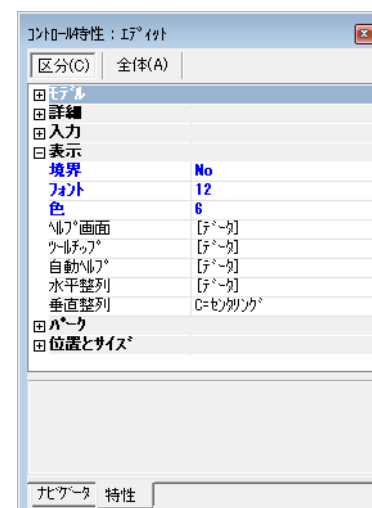 コントロール特性：エディット
区分(C) 全体(A)
モデル
詳細
入力
表示
境界 No
フォント 12
色 6
ヘルプ画面 [データ]
ツールチップ [データ]
自動ヘルプ [データ]
水平整列 [データ]
垂直整列 C=センタリング
パーク
位置とサイズ
ナビゲータ 特性